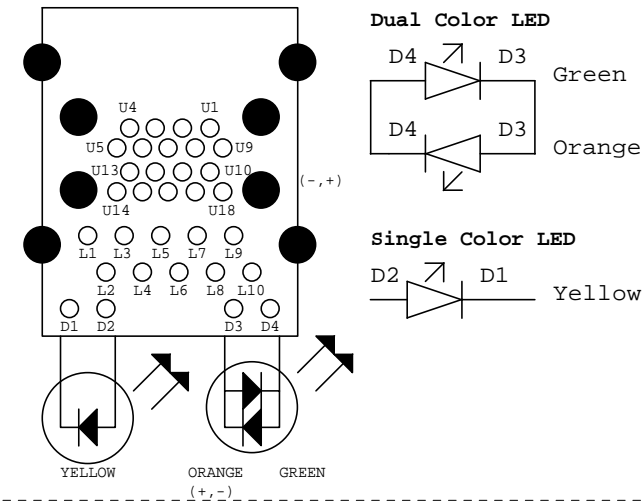 Dual Color LED
D4 D3 Green
D4 D3 Orange
U4 U1
U5 U9
U13 U10
(-,+)
U14 U18
L1 L3 L5 L7 L9
L2 L4 L6 L8 L10
D1 D2 D3 D4
Single Color LED
D2 D1 Yellow
YELLOW ORANGE GREEN
(+,-)